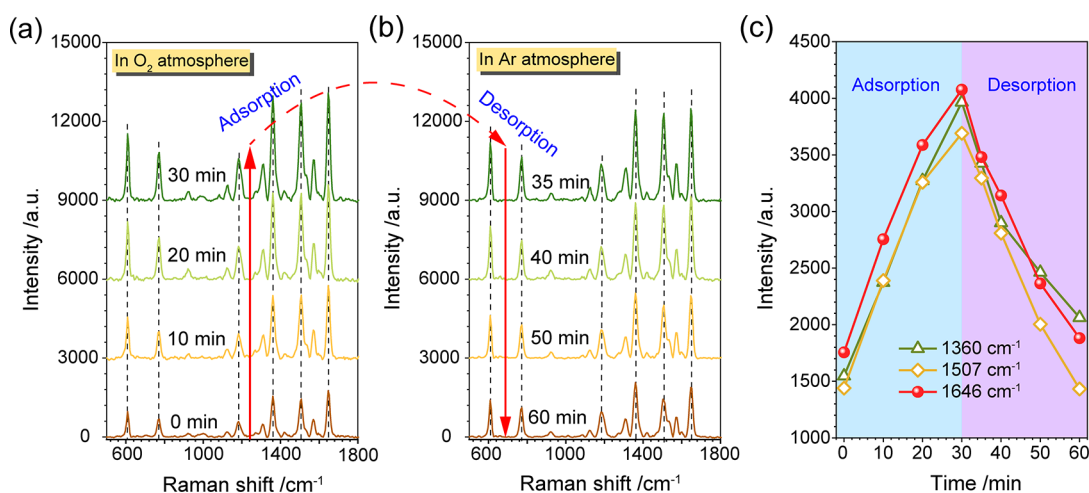 (a)
15000
12000
9000
6000
3000
0
Intensity /a.u.
In O₂ atmosphere
Adsorption
30 min
20 min
10 min
0 min
600
1000
1400
1800
Raman shift /cm⁻¹
(b)
15000
12000
9000
6000
3000
0
Intensity /a.u.
In Ar atmosphere
Desorption
35 min
40 min
50 min
60 min
600
1000
1400
1800
Raman shift /cm⁻¹
(c)
4500
4000
3500
3000
2500
2000
1500
1000
Intensity /a.u.
Adsorption
Desorption
1360 cm⁻¹
1507 cm⁻¹
1646 cm⁻¹
0
10
20
30
40
50
60
Time /min